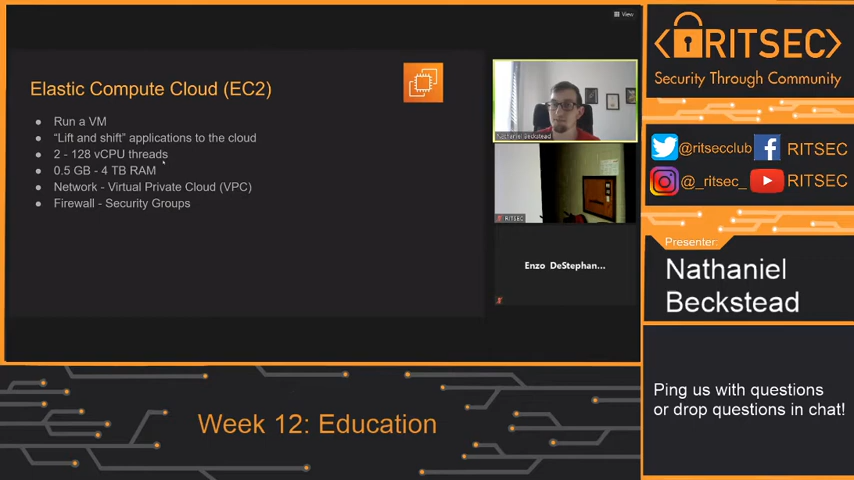 View
Elastic Compute Cloud (EC2)
● Run a VM
● “Lift and shift” applications to the cloud
● 2 - 128 vCPU threads
● 0.5 GB - 4 TB RAM
● Network - Virtual Private Cloud (VPC)
● Firewall - Security Groups
Nathaniel Beckstead
RITSEC
Enzo DeStephan...
<RITSEC>
Security Through Community
@ritsecclub
RITSEC
@_ritsec_
RITSEC
Presenter:
Nathaniel
Beckstead
Ping us with questions
or drop questions in chat!
Week 12: Education